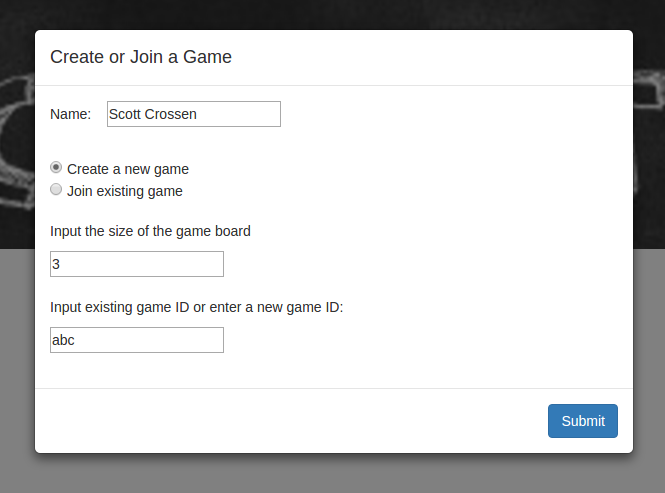 Create or Join a Game
Name: Scott Crossen
Create a new game
Join existing game
Input the size of the game board
3
Input existing game ID or enter a new game ID:
abc
Submit